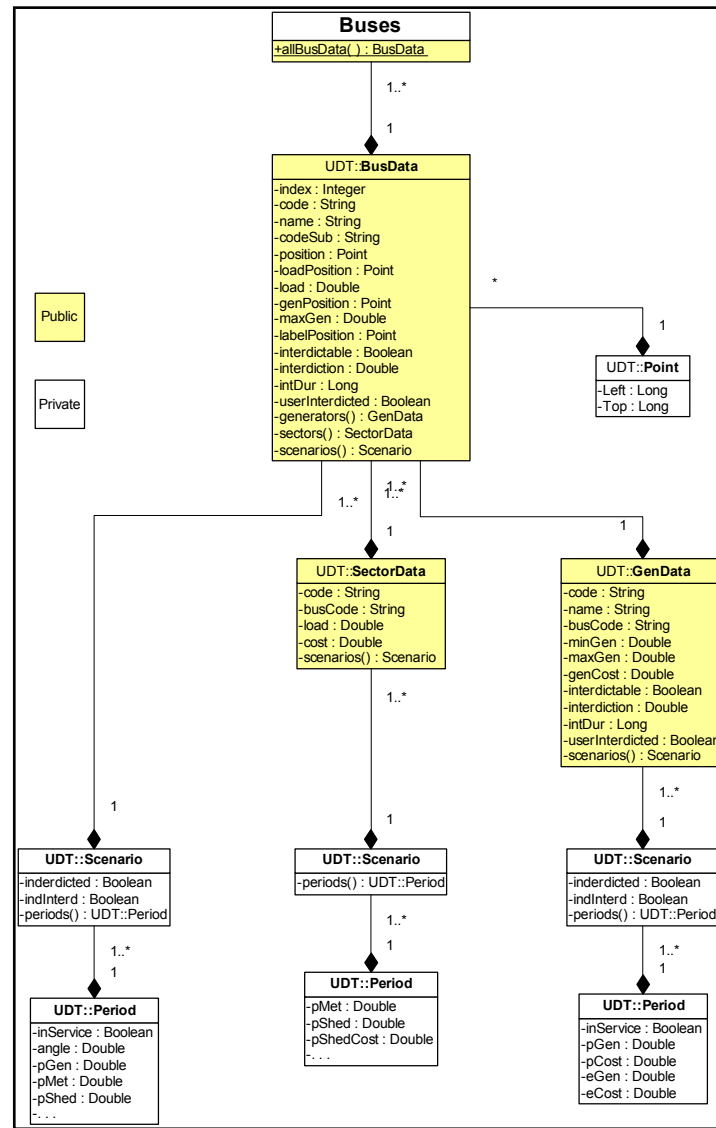 Buses
+allBusData( ) : BusData
1..*
1
UDT::BusData
-index : Integer
-code : String
-name : String
-codeSub : String
-position : Point
-loadPosition : Point
-load : Double
-genPosition : Point
-maxGen : Double
-labelPosition : Point
-interdictable : Boolean
-interdiction : Double
-intDur : Long
-userInterdicted : Boolean
-generators() : GenData
-sectors() : SectorData
-scenarios() : Scenario
Public
Private
*
1
UDT::Point
-Left : Long
-Top : Long
1..*
1..*
1..*
1
1
UDT::SectorData
-code : String
-busCode : String
-load : Double
-cost : Double
-scenarios() : Scenario
UDT::GenData
-code : String
-name : String
-busCode : String
-minGen : Double
-maxGen : Double
-genCost : Double
-interdictable : Boolean
-interdiction : Double
-intDur : Long
-userInterdicted : Boolean
-scenarios() : Scenario
1..*
1..*
1
1
1
UDT::Scenario
-inderdicted : Boolean
-indInterd : Boolean
-periods() : UDT::Period
UDT::Scenario
-periods() : UDT::Period
UDT::Scenario
-inderdicted : Boolean
-indInterd : Boolean
-periods() : UDT::Period
1..*
1
1..*
1
1..*
1
UDT::Period
-inService : Boolean
-angle : Double
-pGen : Double
-pMet : Double
-pShed : Double
-. . .
UDT::Period
-pMet : Double
-pShed : Double
-pShedCost : Double
-. . .
UDT::Period
-inService : Boolean
-pGen : Double
-pCost : Double
-eGen : Double
-eCost : Double